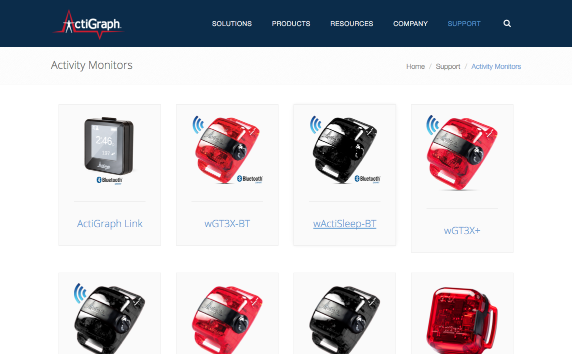 ActiGraph
SOLUTIONS PRODUCTS RESOURCES COMPANY SUPPORT
Activity Monitors
Home / Support / Activity Monitors
2:46
Bluetooth
Bluetooth
Bluetooth
ActiGraph Link
wGT3X-BT
wActiSleep-BT
wGT3X+